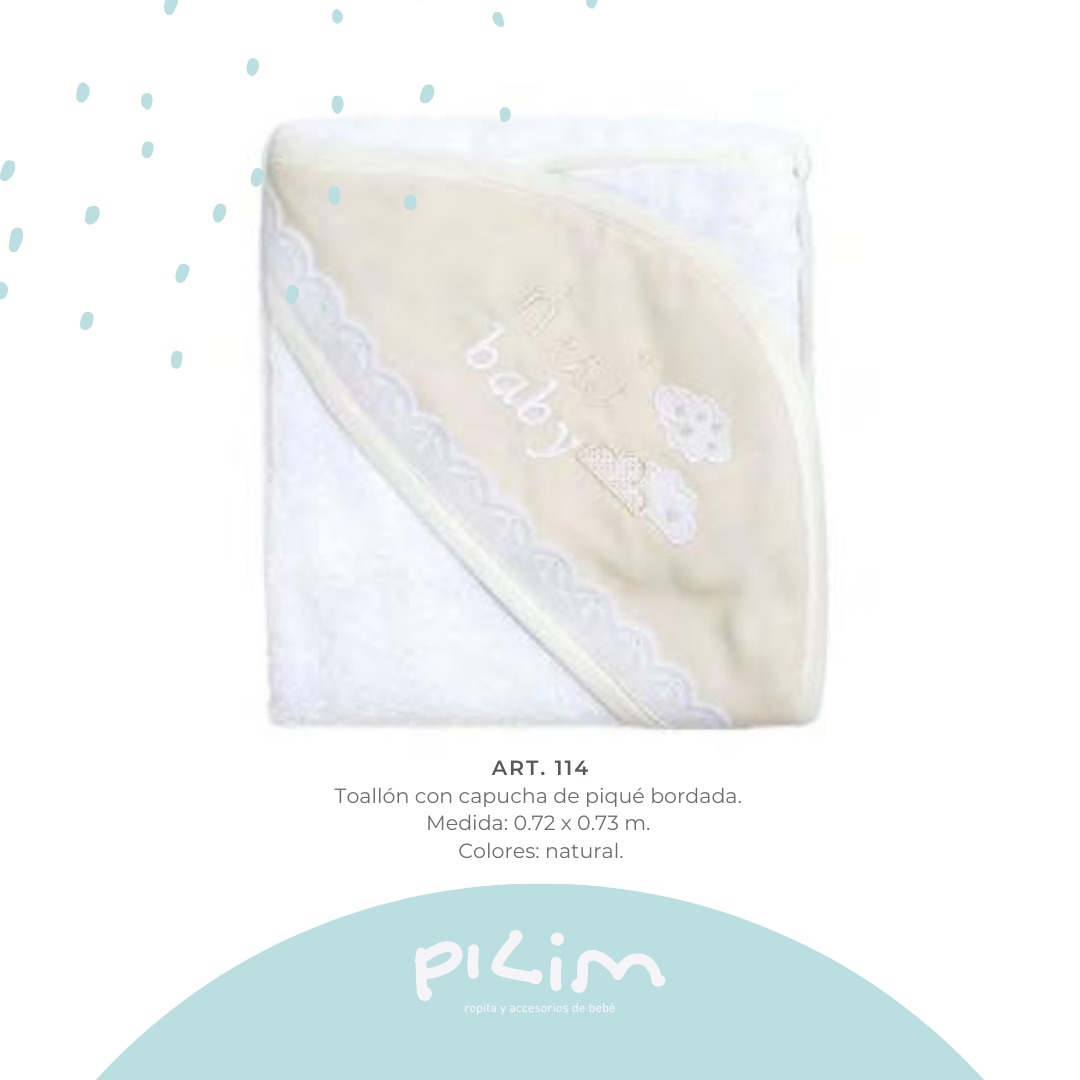 baby
ART. 114
Toallón con capucha de piqué bordada.
Medida: 0.72 x 0.73 m.
Colores: natural.
PILIM
ropita y accesorios de bebé